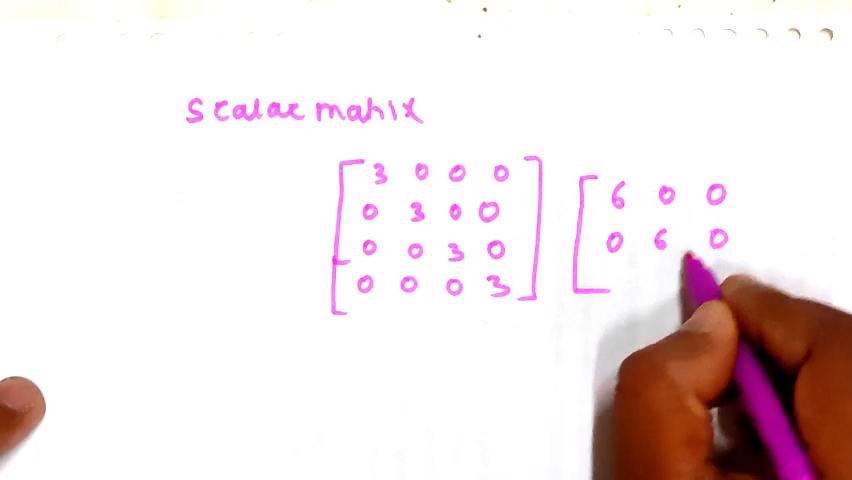 Scalar matrix
3 0 0 0
0 3 0 0
0 0 3 0
0 0 0 3
6 0 0
0 6 0